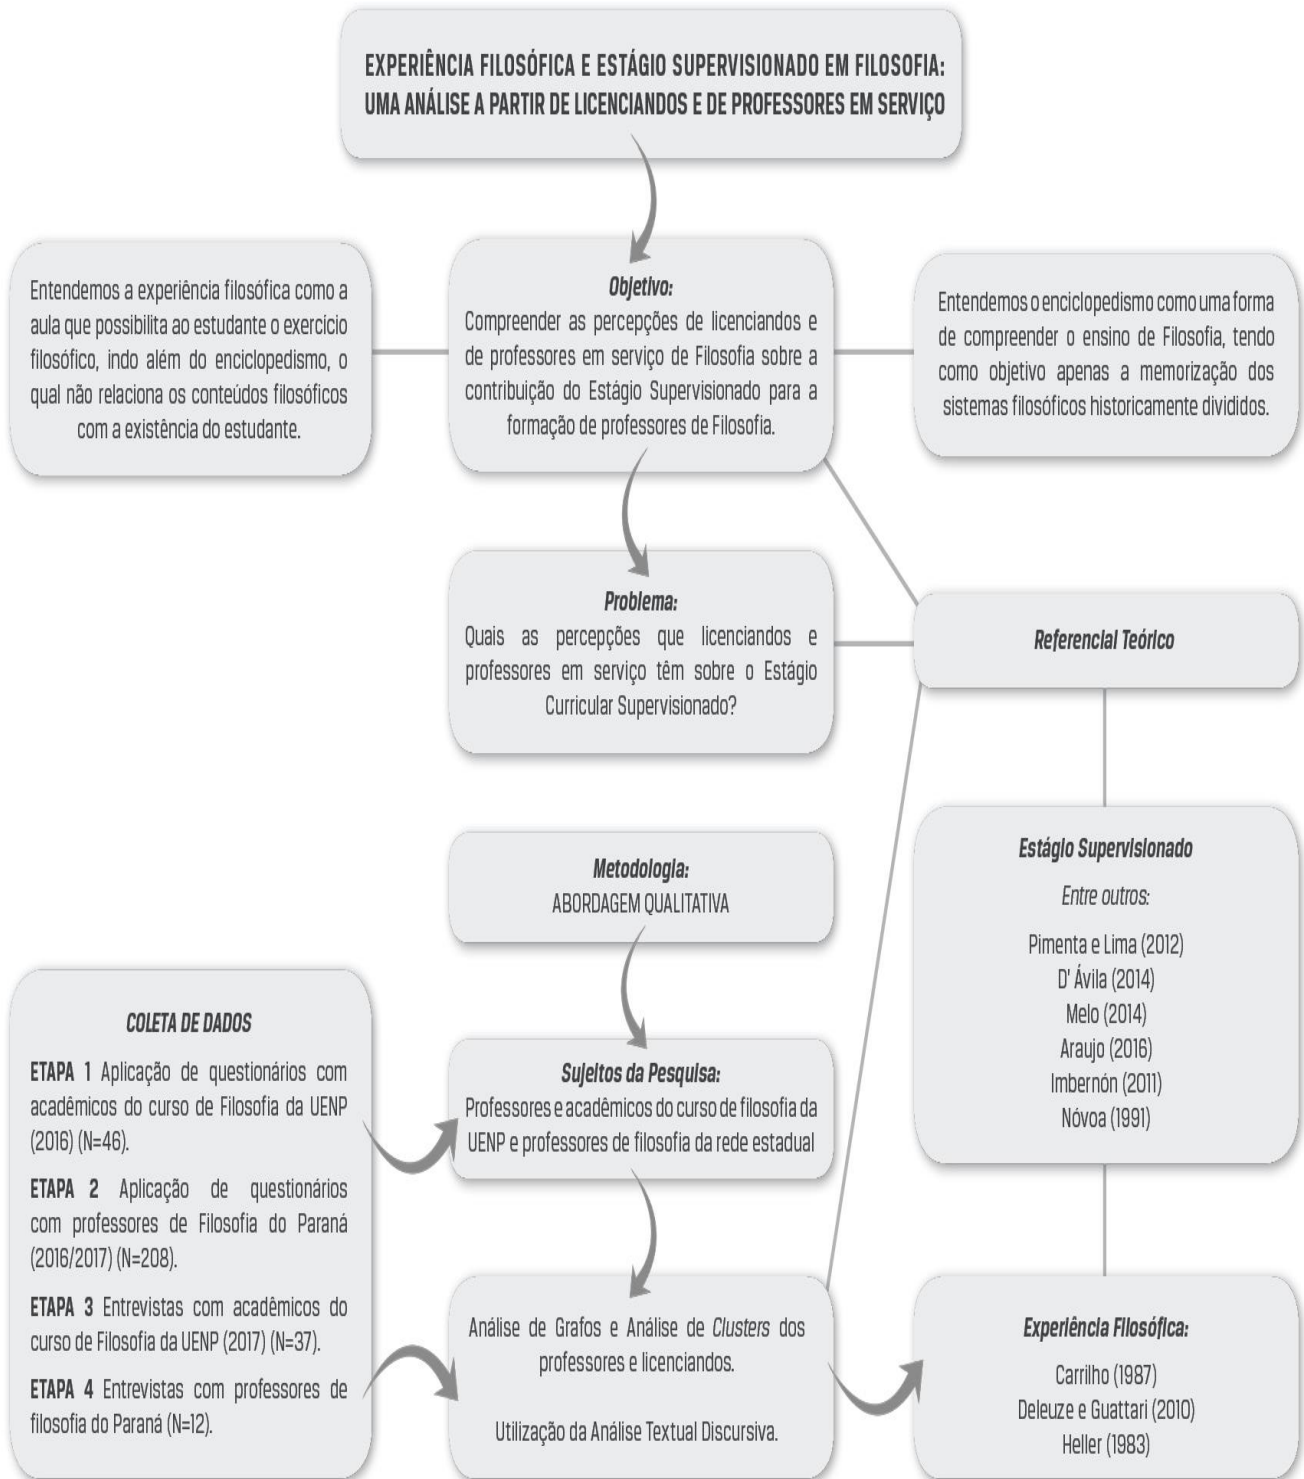 EXPERIÊNCIA FILOSÓFICA E ESTÁGIO SUPERVISIONADO EM FILOSOFIA:
UMA ANÁLISE A PARTIR DE LICENCIANDOS E DE PROFESSORES EM SERVIÇO
Entendemos a experiência filosófica como a
aula que possibilita ao estudante o exercício
filosófico, indo além do enciclopedismo, o
qual não relaciona os conteúdos filosóficos
com a existência do estudante.
Objetivo:
Compreender as percepções de licenciandos e
de professores em serviço de Filosofia sobre a
contribuição do Estágio Supervisionado para a
formação de professores de Filosofia.
Entendemos o enciclopedismo como uma forma
de compreender o ensino de Filosofia, tendo
como objetivo apenas a memorização dos
sistemas filosóficos historicamente divididos.
Problema:
Quais as percepções que licenciandos e
professores em serviço têm sobre o Estágio
Curricular Supervisionado?
Referencial Teórico
Metodologia:
ABORDAGEM QUALITATIVA
Estágio Supervisionado
Entre outros:
Pimenta e Lima (2012)
D' Ávila (2014)
Melo (2014)
Araujo (2016)
Imbernón (2011)
Nóvoa (1991)
COLETA DE DADOS
ETAPA 1 Aplicação de questionários com
acadêmicos do curso de Filosofia da UENP
(2016) (N=46).
ETAPA 2 Aplicação de questionários
com professores de Filosofia do Paraná
(2016/2017) (N=208).
ETAPA 3 Entrevistas com acadêmicos do
curso de Filosofia da UENP (2017) (N=37).
ETAPA 4 Entrevistas com professores de
filosofia do Paraná (N=12).
Sujeitos da Pesquisa:
Professores e acadêmicos do curso de filosofia da
UENP e professores de filosofia da rede estadual
Análise de Grafos e Análise de Clusters dos
professores e licenciandos.
Utilização da Análise Textual Discursiva.
Experiência Filosófica:
Carrilho (1987)
Deleuze e Guattari (2010)
Heller (1983)